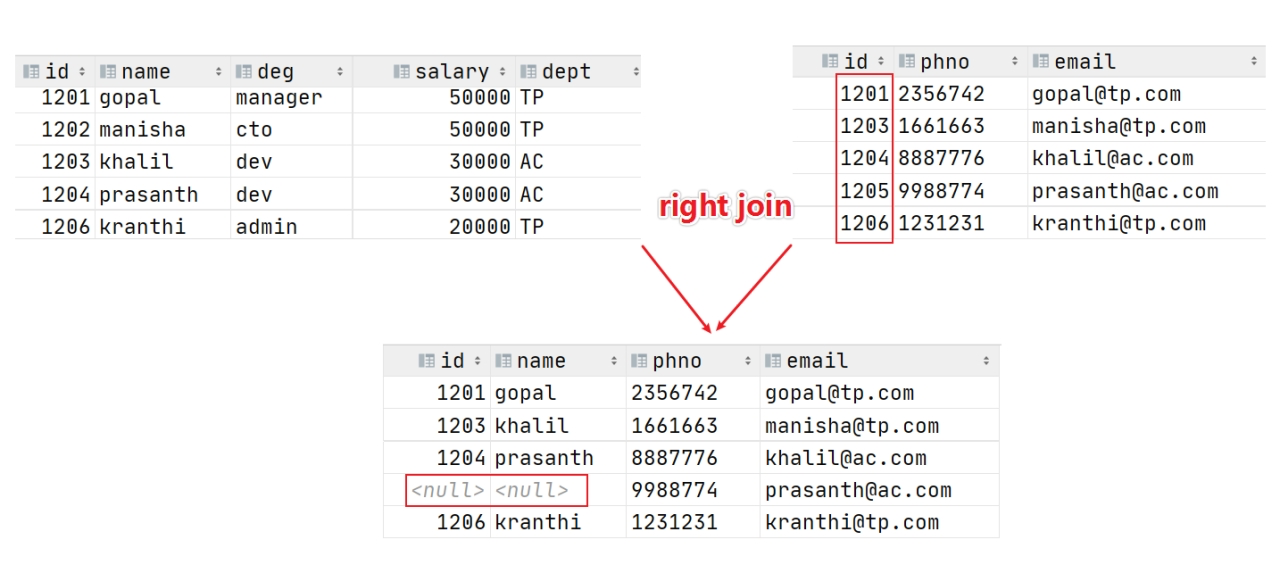 id name deg salary dept
1201 gopal manager 50000 TP
1202 manisha cto 50000 TP
1203 khalil dev 30000 AC
1204 prasanth dev 30000 AC
1206 kranthi admin 20000 TP
id phno email
1201 2356742 gopal@tp.com
1203 1661663 manisha@tp.com
1204 8887776 khalil@ac.com
1205 9988774 prasanth@ac.com
1206 1231231 kranthi@tp.com
right join
id name phno email
1201 gopal 2356742 gopal@tp.com
1203 khalil 1661663 manisha@tp.com
1204 prasanth 8887776 khalil@ac.com
<null> <null> 9988774 prasanth@ac.com
1206 kranthi 1231231 kranthi@tp.com